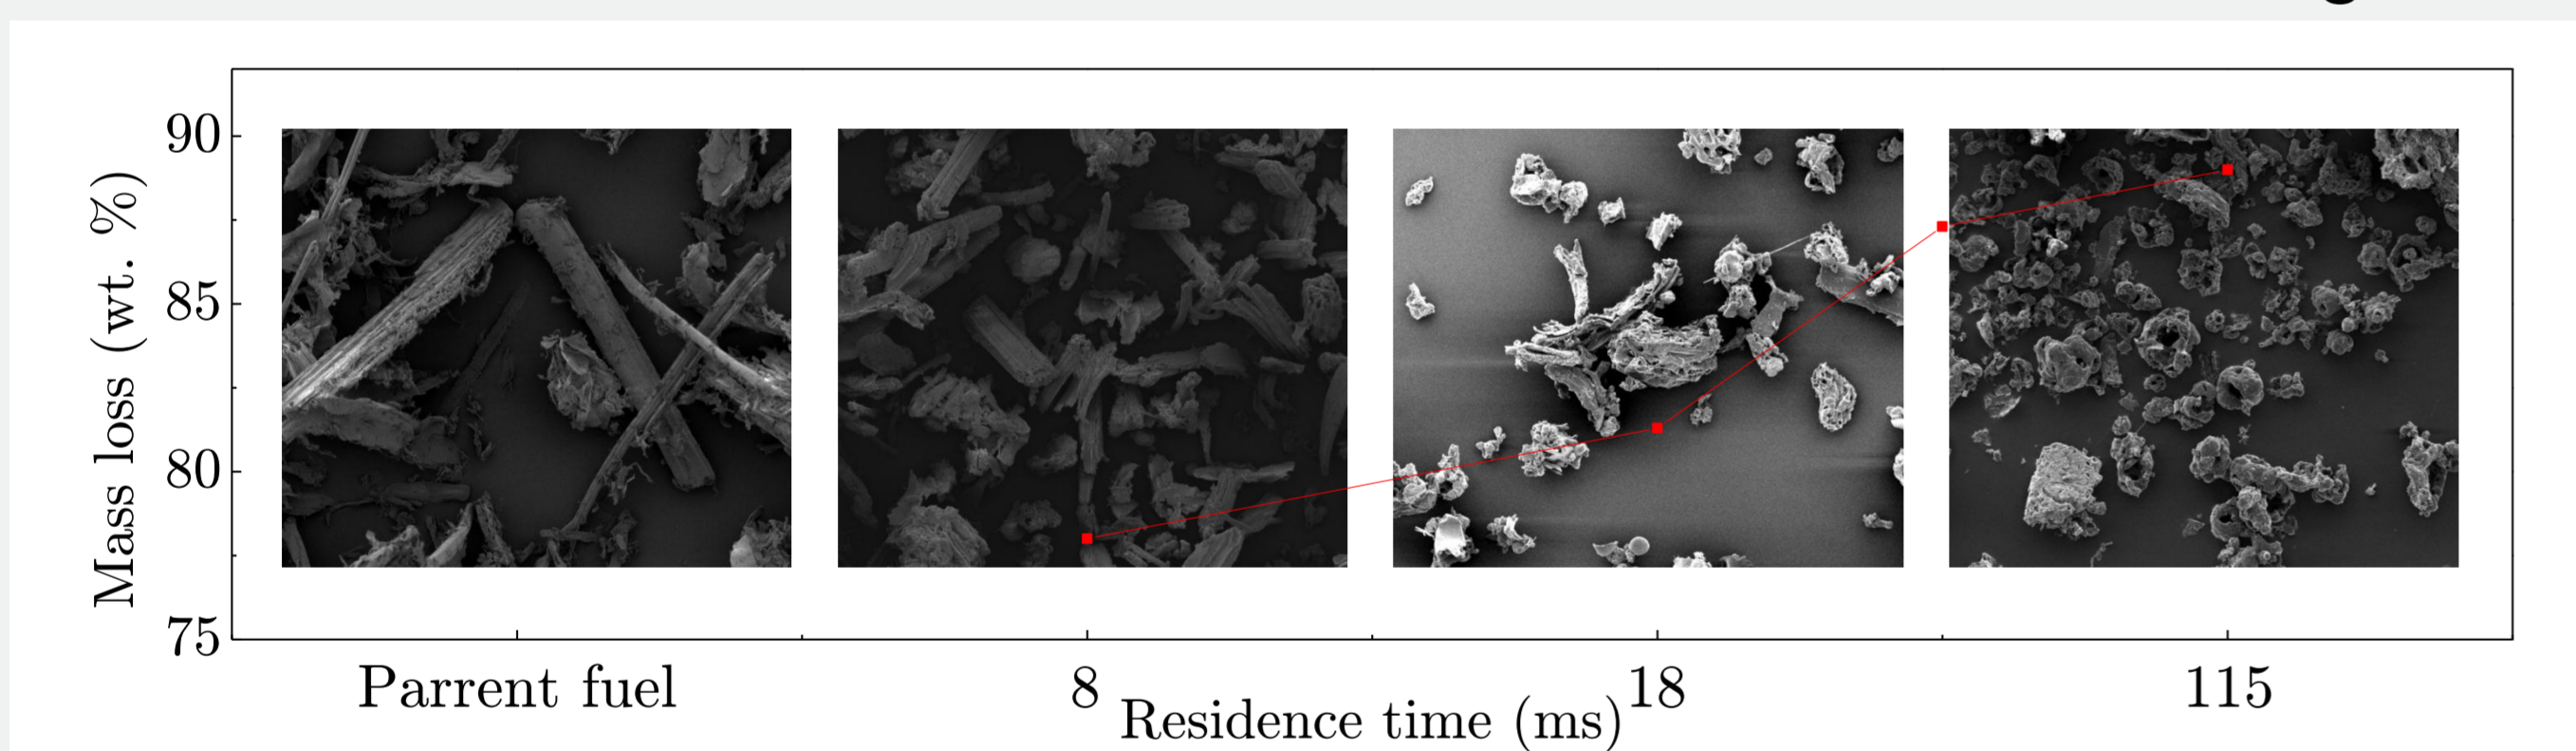 Mass loss (wt. %)
90
85
80
75
Parrent fuel
8
18
115
Residence time (ms)